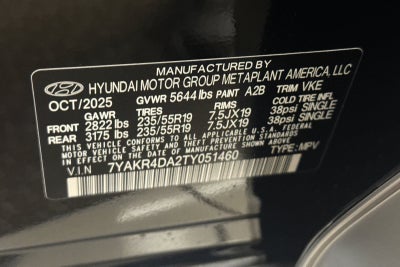 MANUFACTURED BY
HYUNDAI MOTOR GROUP METAPLANT AMERICA, LLC
OCT/2025 GVWR 5644 lbs PAINT A2B TRIM VKE
GAWR TIRES RIMS COLD TIRE INFL.
FRONT 2822 lbs 235/55R19 7.5JX19 38psi SINGLE
REAR 3175 lbs 235/55R19 7.5JX19 38psi SINGLE
THIS VEHICLE CONFORMS TO ALL APPLICABLE U.S. FEDERAL
MOTOR VEHICLE SAFETY AND THEFT PREVENTION STANDARDS
IN EFFECT ON THE DATE OF MANUFACTURE SHOWN ABOVE.
V.I.N 7YAKR4DA2TY051460 TYPE: MPV